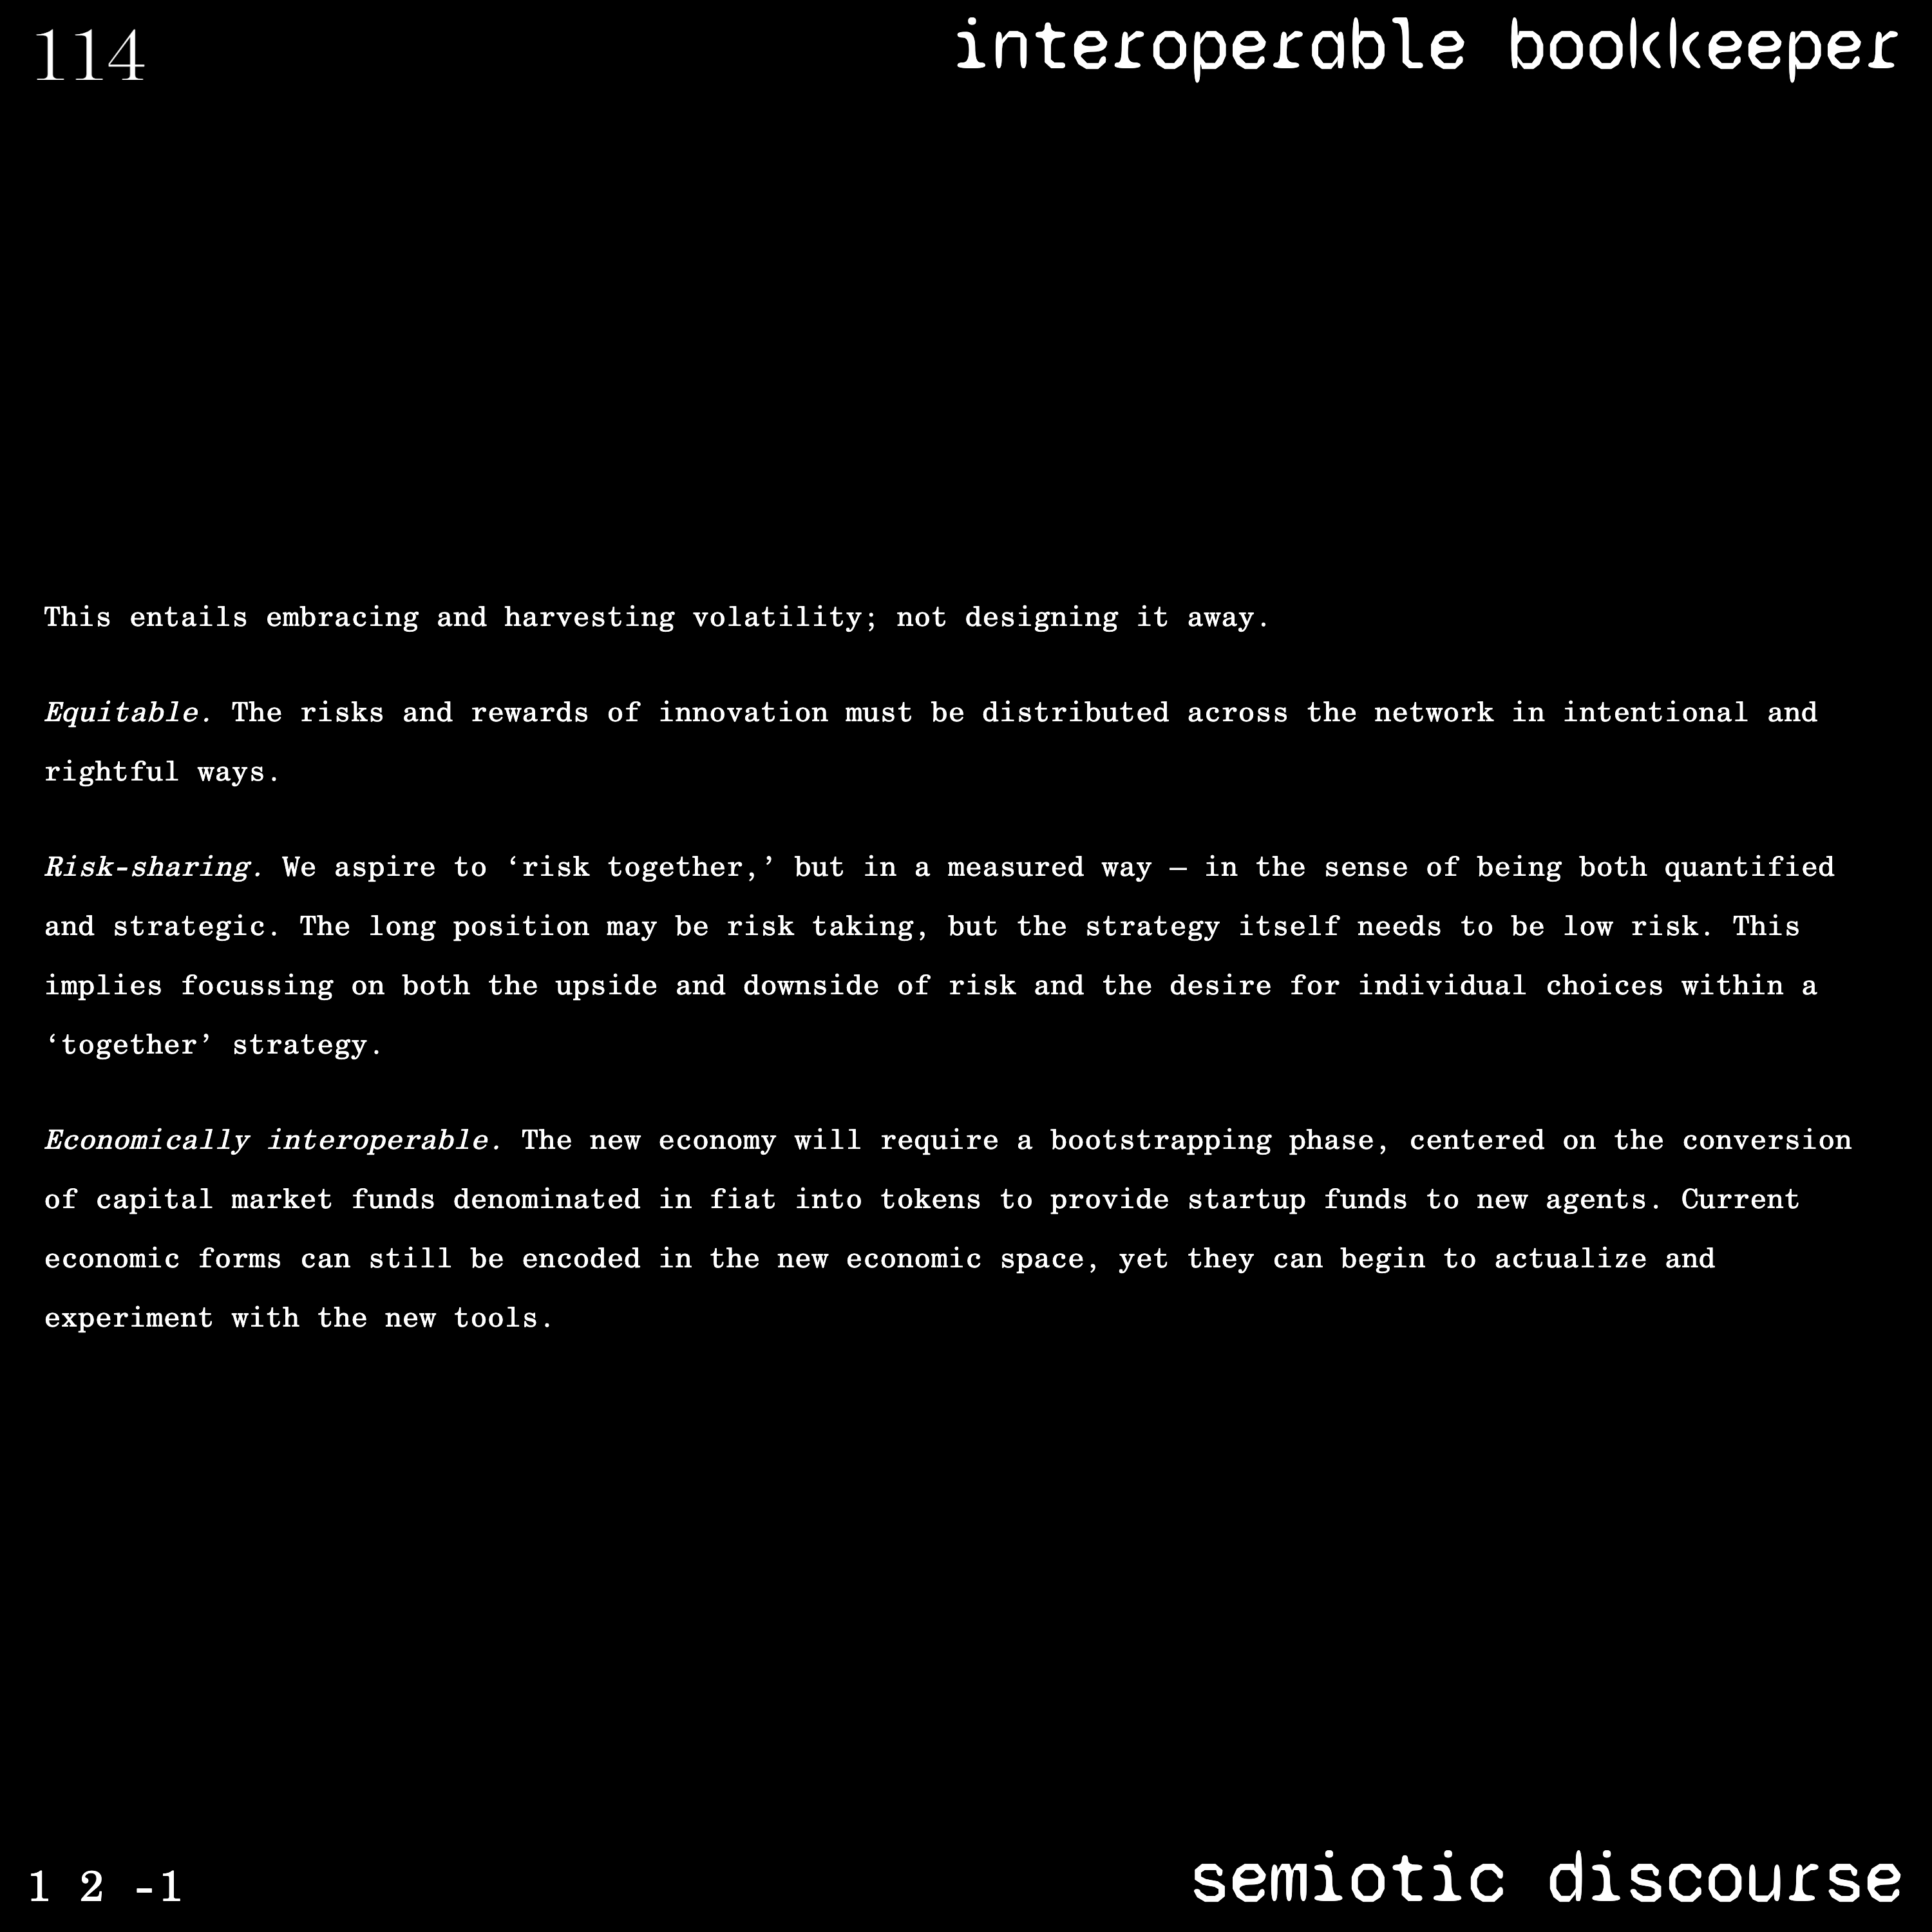 114
interoperable bookkeeper
This entails embracing and harvesting volatility; not designing it away.
Equitable. The risks and rewards of innovation must be distributed across the network in intentional and
rightful ways.
Risk-sharing. We aspire to ‘risk together,’ but in a measured way — in the sense of being both quantified
and strategic. The long position may be risk taking, but the strategy itself needs to be low risk. This
implies focussing on both the upside and downside of risk and the desire for individual choices within a
‘together’ strategy.
Economically interoperable. The new economy will require a bootstrapping phase, centered on the conversion
of capital market funds denominated in fiat into tokens to provide startup funds to new agents. Current
economic forms can still be encoded in the new economic space, yet they can begin to actualize and
experiment with the new tools.
1 2 -1
semiotic discourse